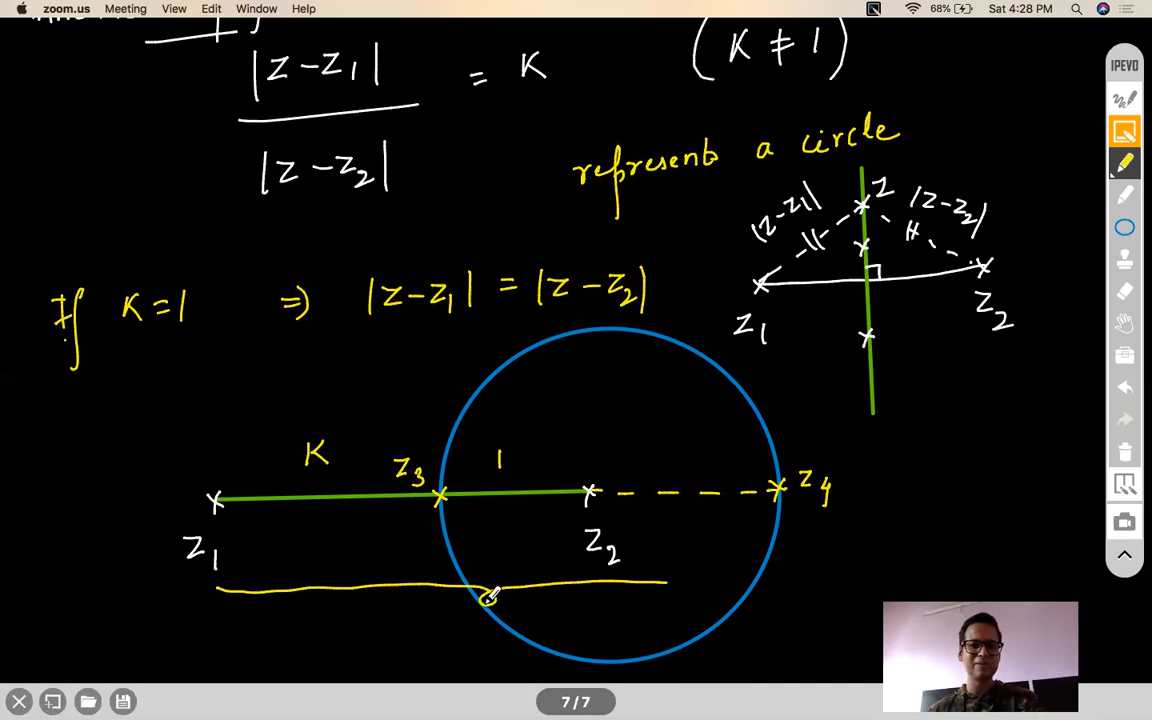 zoom.us Meeting View Edit Window Help
68% Sat 4:28 PM
|z-z1| / |z-z2| = K (K ≠ 1)
represents a circle
z
|z-z1| |z-z2|
z1 z2
If K=1 ⇒ |z-z1| = |z-z2|
K z3 1 z4
z1 z2
IPEVO
7/7